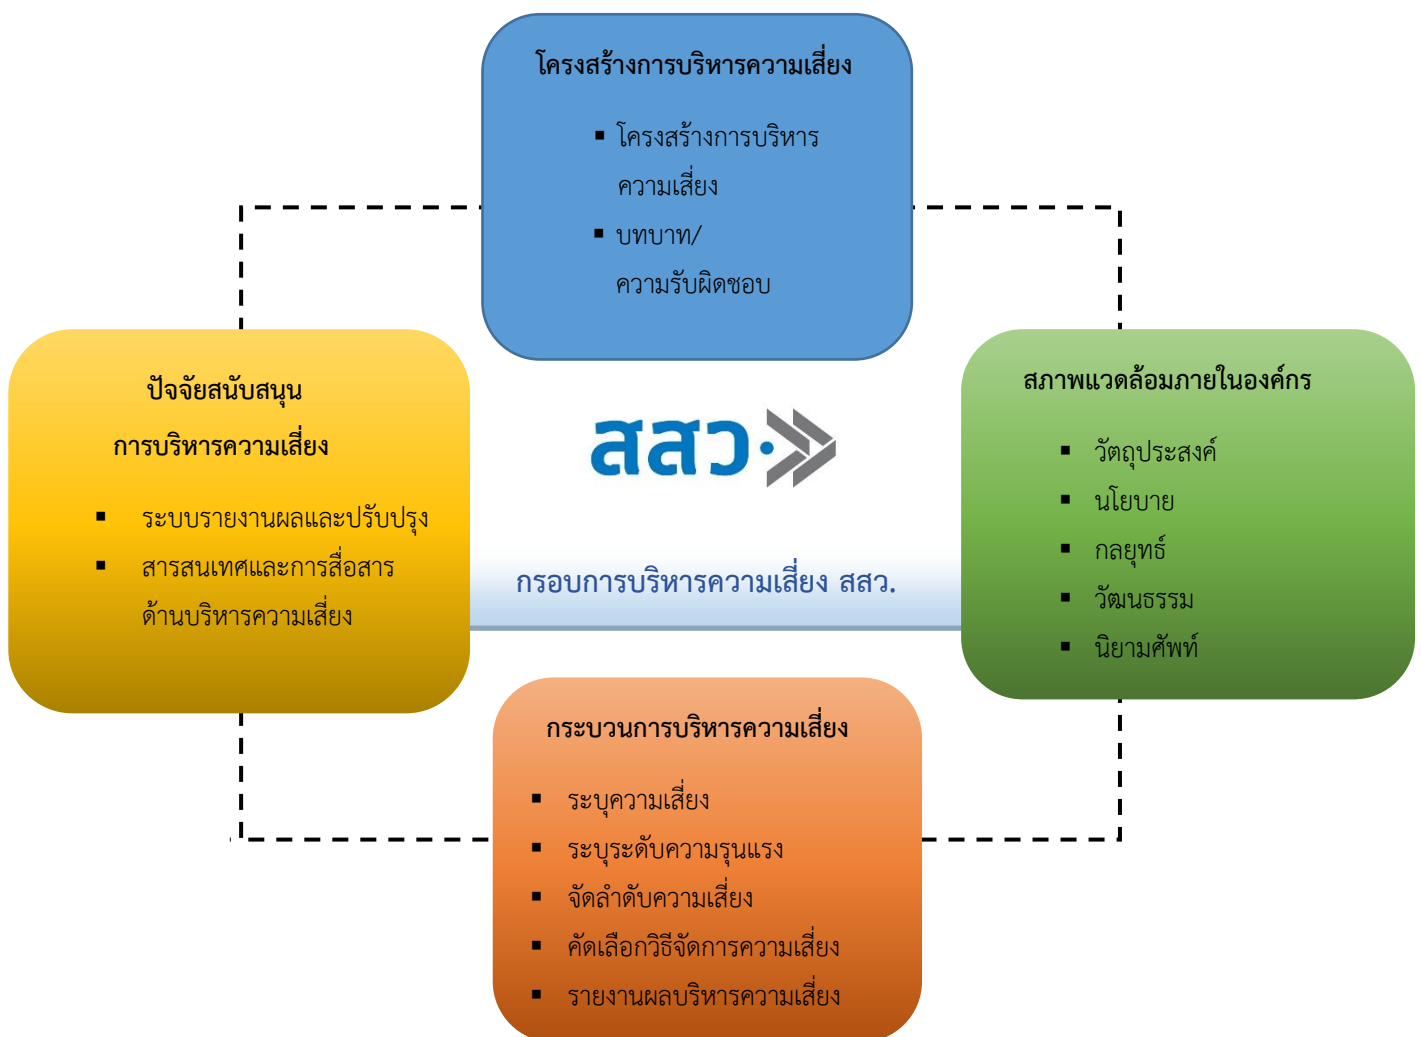 โครงสร้างการบริหารความเสี่ยง
▪ โครงสร้างการบริหาร
ความเสี่ยง
▪ บทบาท/
ความรับผิดชอบ
ปัจจัยสนับสนุน
การบริหารความเสี่ยง
▪ ระบบรายงานผลและปรับปรุง
▪ สารสนเทศและการสื่อสาร
ด้านบริหารความเสี่ยง
สสว.
กรอบการบริหารความเสี่ยง สสว.
สภาพแวดล้อมภายในองค์กร
▪ วัตถุประสงค์
▪ นโยบาย
▪ กลยุทธ์
▪ วัฒนธรรม
▪ นิยามศัพท์
กระบวนการบริหารความเสี่ยง
▪ ระบุความเสี่ยง
▪ ระบุระดับความรุนแรง
▪ จัดลำดับความเสี่ยง
▪ คัดเลือกวิธีจัดการความเสี่ยง
▪ รายงานผลบริหารความเสี่ยง